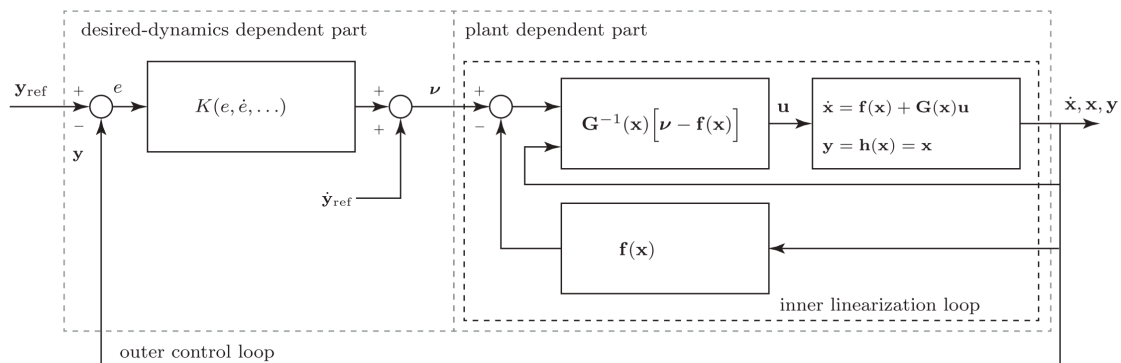 desired-dynamics dependent part
plant dependent part
y_ref
+
−
e
y
K(e, ė, …)
+
+
ẏ_ref
ν
+
−
G⁻¹(x)[ν − f(x)]
u
ẋ = f(x) + G(x)u
y = h(x) = x
ẋ, x, y
f(x)
inner linearization loop
outer control loop